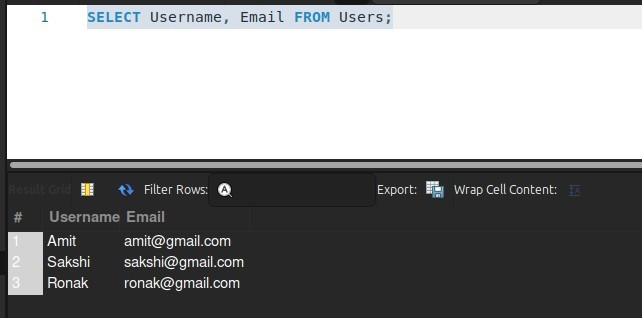 1 SELECT Username, Email FROM Users;
Result Grid Filter Rows: Export: Wrap Cell Content:
# Username Email
1 Amit amit@gmail.com
2 Sakshi sakshi@gmail.com
3 Ronak ronak@gmail.com